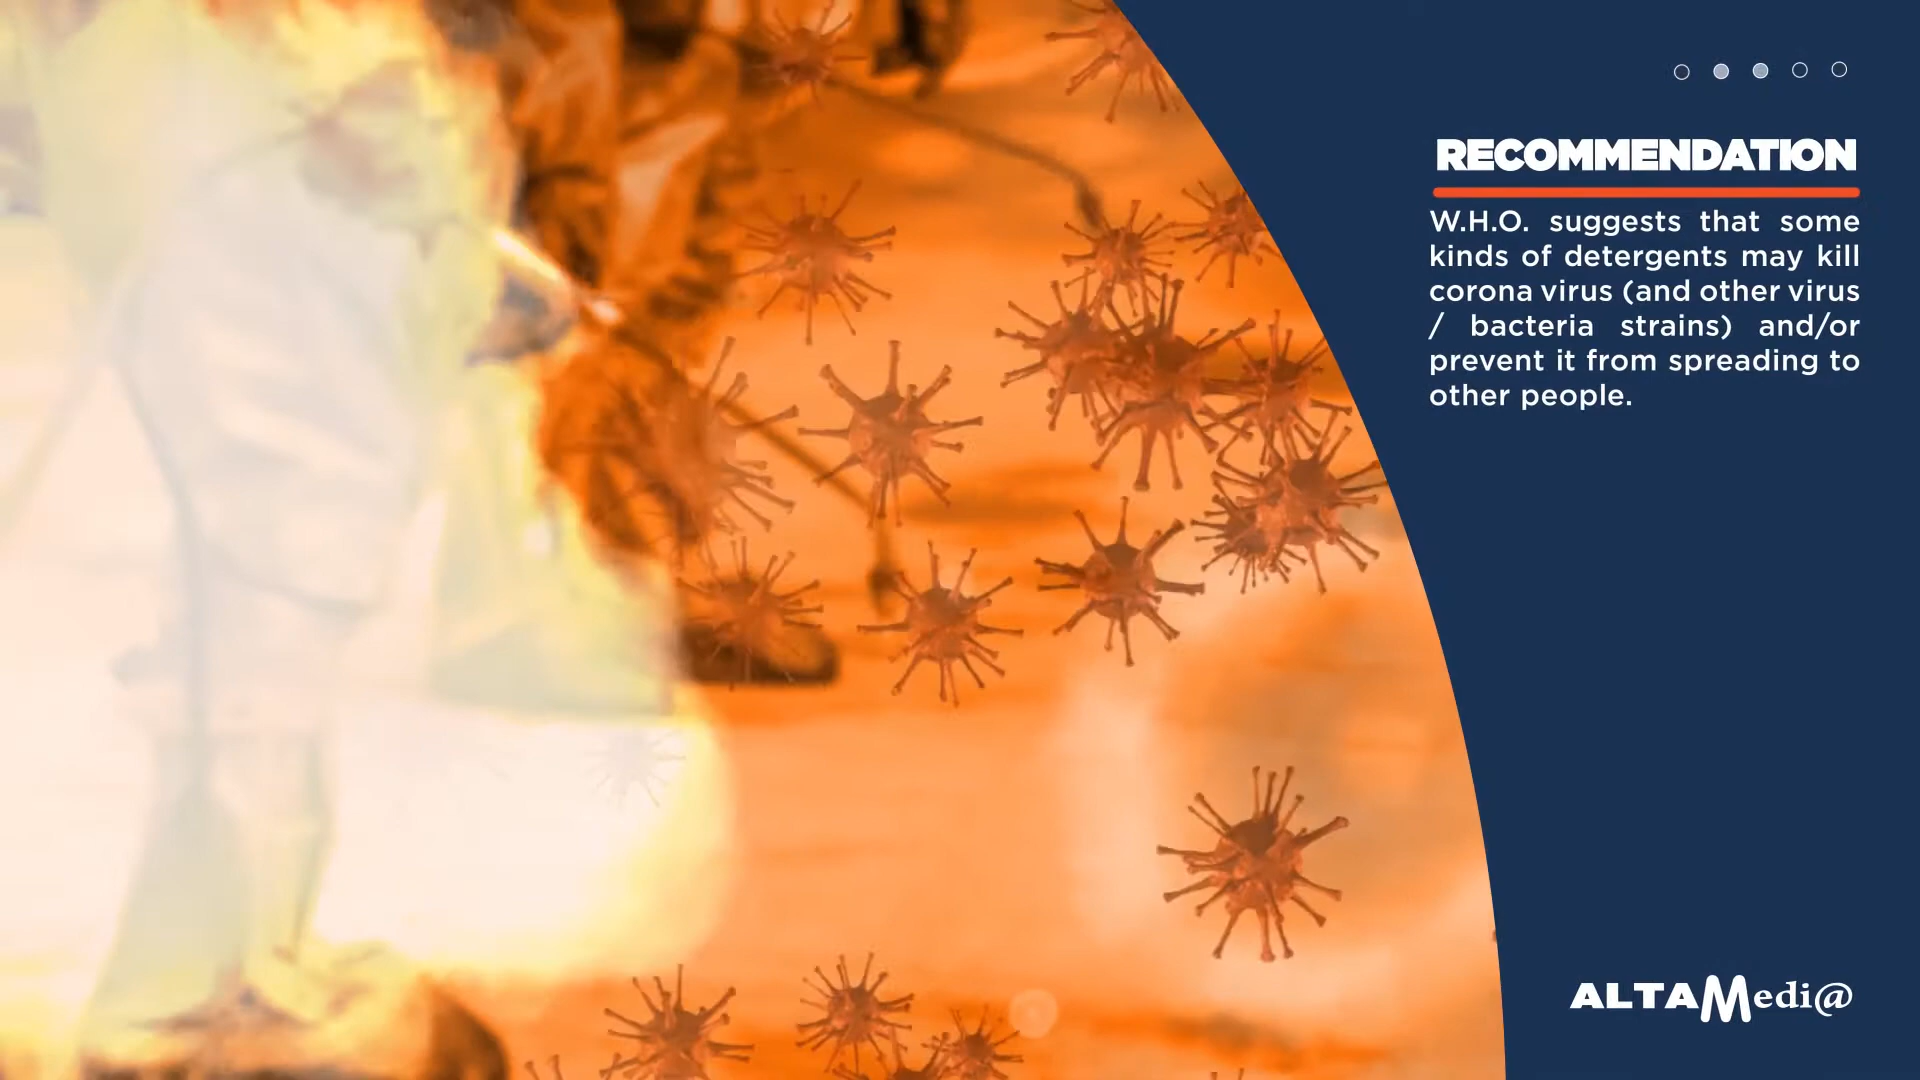 RECOMMENDATION
W.H.O. suggests that some
kinds of detergents may kill
corona virus (and other virus
/ bacteria strains) and/or
prevent it from spreading to
other people.
ALTAMedi@